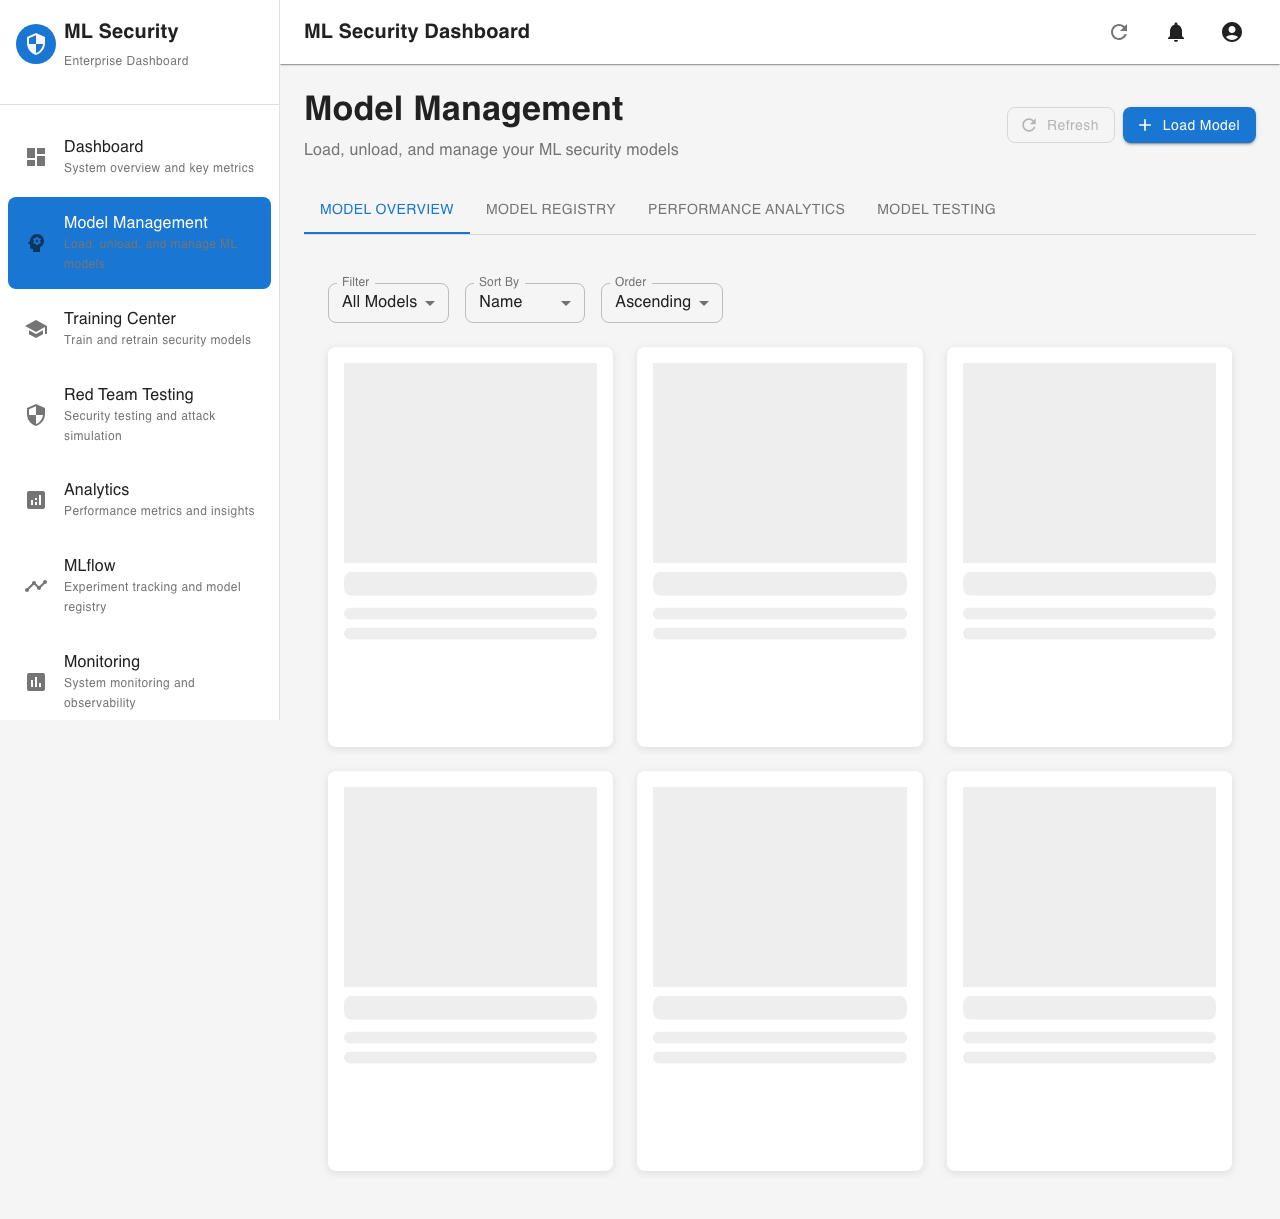 ML Security
Enterprise Dashboard
Dashboard
System overview and key metrics
Model Management
Load, unload, and manage ML
models
Training Center
Train and retrain security models
Red Team Testing
Security testing and attack
simulation
Analytics
Performance metrics and insights
MLflow
Experiment tracking and model
registry
Monitoring
System monitoring and
observability
ML Security Dashboard
Model Management
Load, unload, and manage your ML security models
Refresh
Load Model
MODEL OVERVIEW
MODEL REGISTRY
PERFORMANCE ANALYTICS
MODEL TESTING
Filter
All Models
Sort By
Name
Order
Ascending